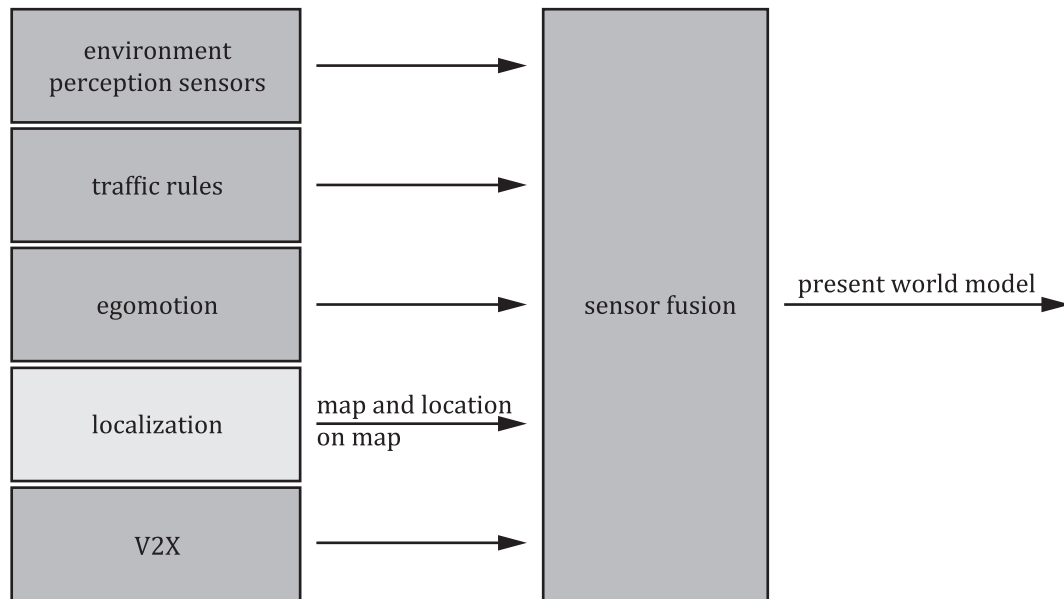 environment
perception sensors
traffic rules
egomotion
sensor fusion
present world model
localization
map and location
on map
V2X